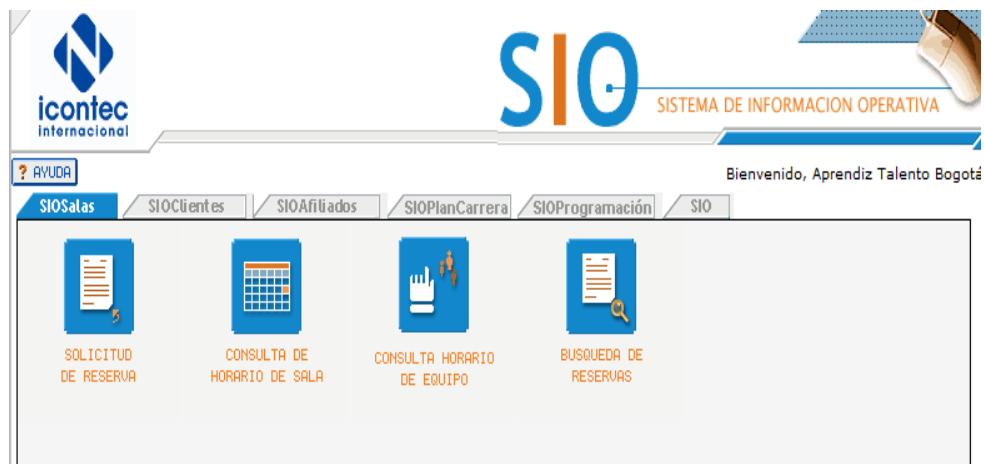 icontec
internacional
SIO
SISTEMA DE INFORMACION OPERATIVA
? AYUDA
Bienvenido, Aprendiz Talento Bogotá
SIOSalas SIOClientes SIOAfiliados SIOPlanCarrera SIOProgramación SIO
SOLICITUD
DE RESERVA
CONSULTA DE
HORARIO DE SALA
CONSULTA HORARIO
DE EQUIPO
BUSQUEDA DE
RESERVAS